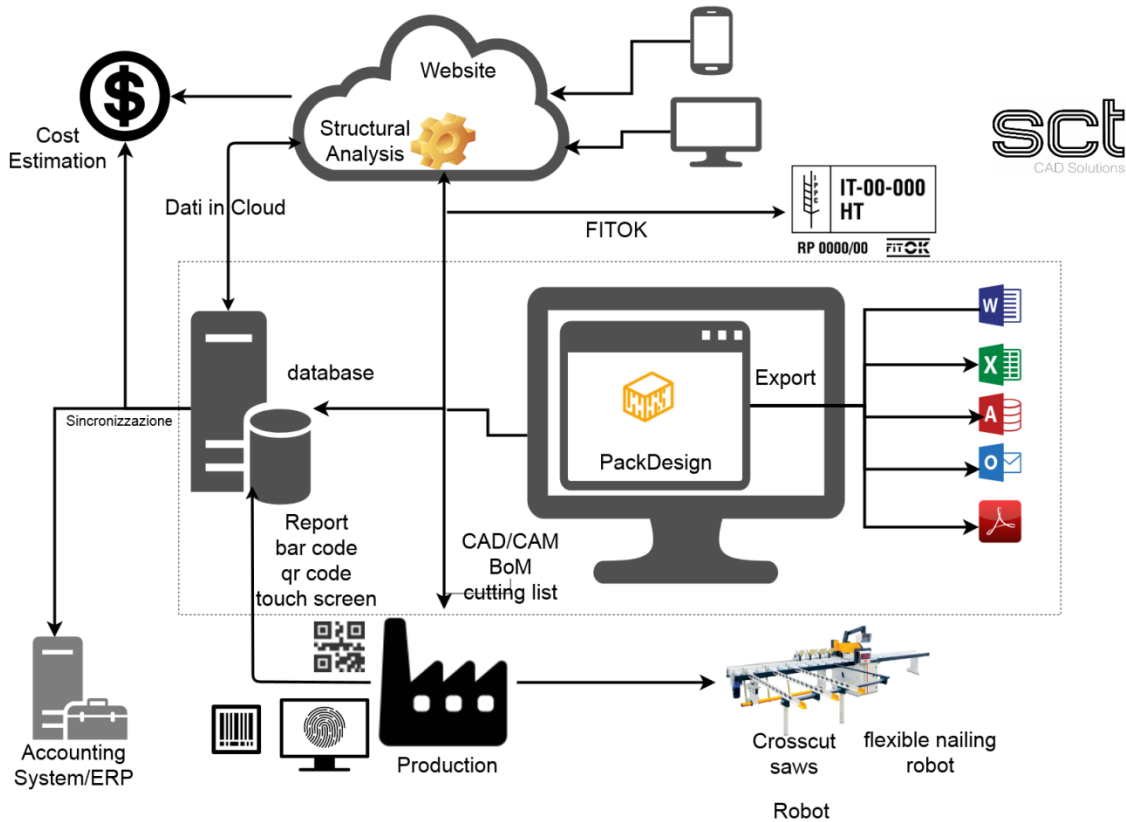 Website
Structural
Analysis
Cost
Estimation
Dati in Cloud
sct
CAD Solutions
IPPC
IT-00-000
HT
FITOK
RP 0000/00
FITOK
W
database
Export
X
PackDesign
A
Sincronizzazione
O
Report
bar code
qr code
touch screen
CAD/CAM
BoM
cutting list
Accounting
System/ERP
Production
Crosscut
saws
flexible nailing
robot
Robot